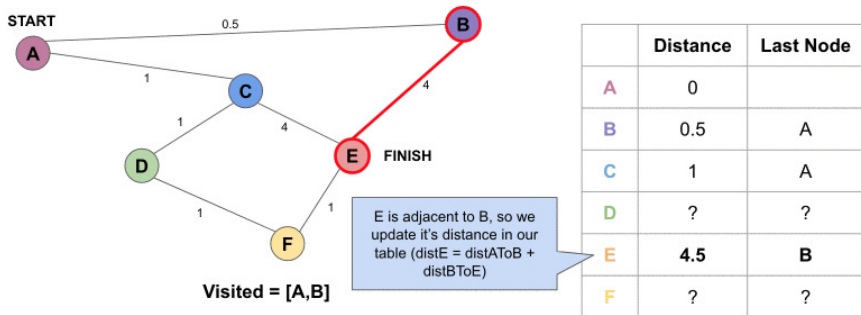 START
0.5
B
A
1
C
4
1
4
D
E
FINISH
1
1
F
Visited = [A,B]
E is adjacent to B, so we
update it's distance in our
table (distE = distAToB +
distBToE)
Distance Last Node
A 0
B 0.5 A
C 1 A
D ? ?
E 4.5 B
F ? ?